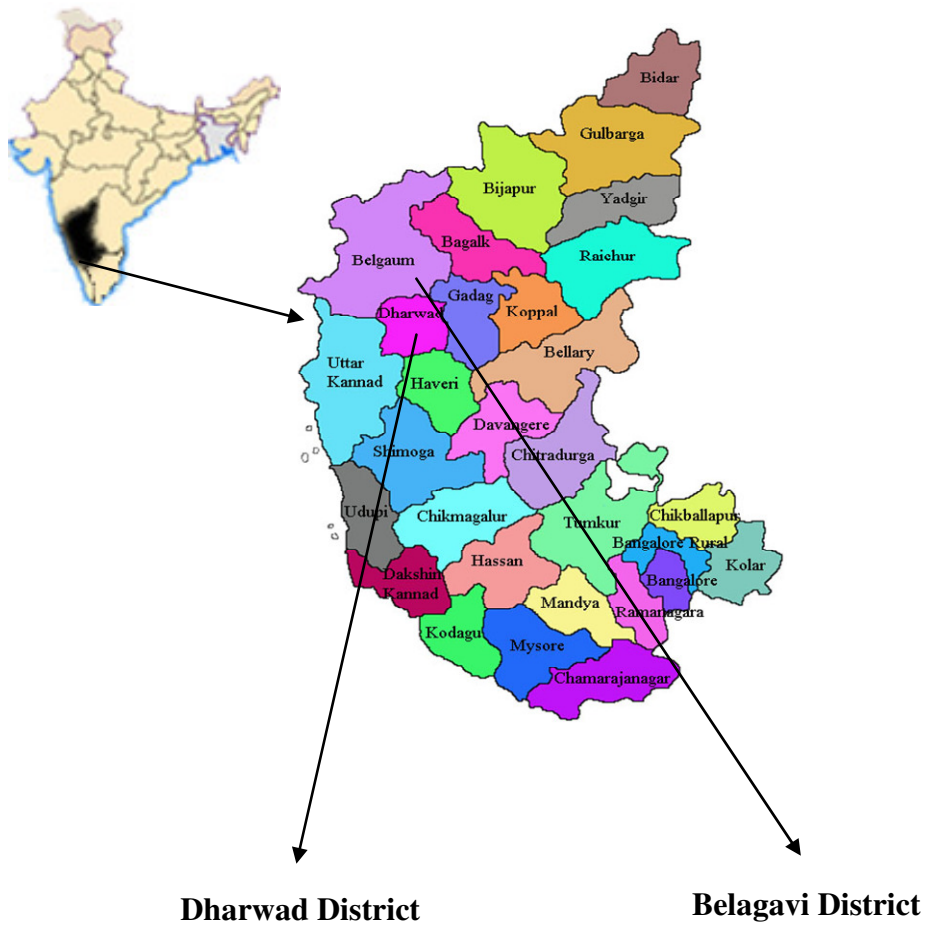 Bidar
Gulbarga
Bijapur
Yadgir
Bagalk
Raichur
Belgaum
Gadag
Koppal
Dharwad
Bellary
Uttar
Kannad
Haveri
Davangere
Shimoga
Chitradurga
Udupi
Chikmagalur
Tumkur
Chikballapur
Bangalore Rural
Hassan
Kolar
Dakshin
Kannad
Bangalore
Mandya
Ramanagara
Kodagu
Mysore
Chamarajanagar
Dharwad District
Belagavi District